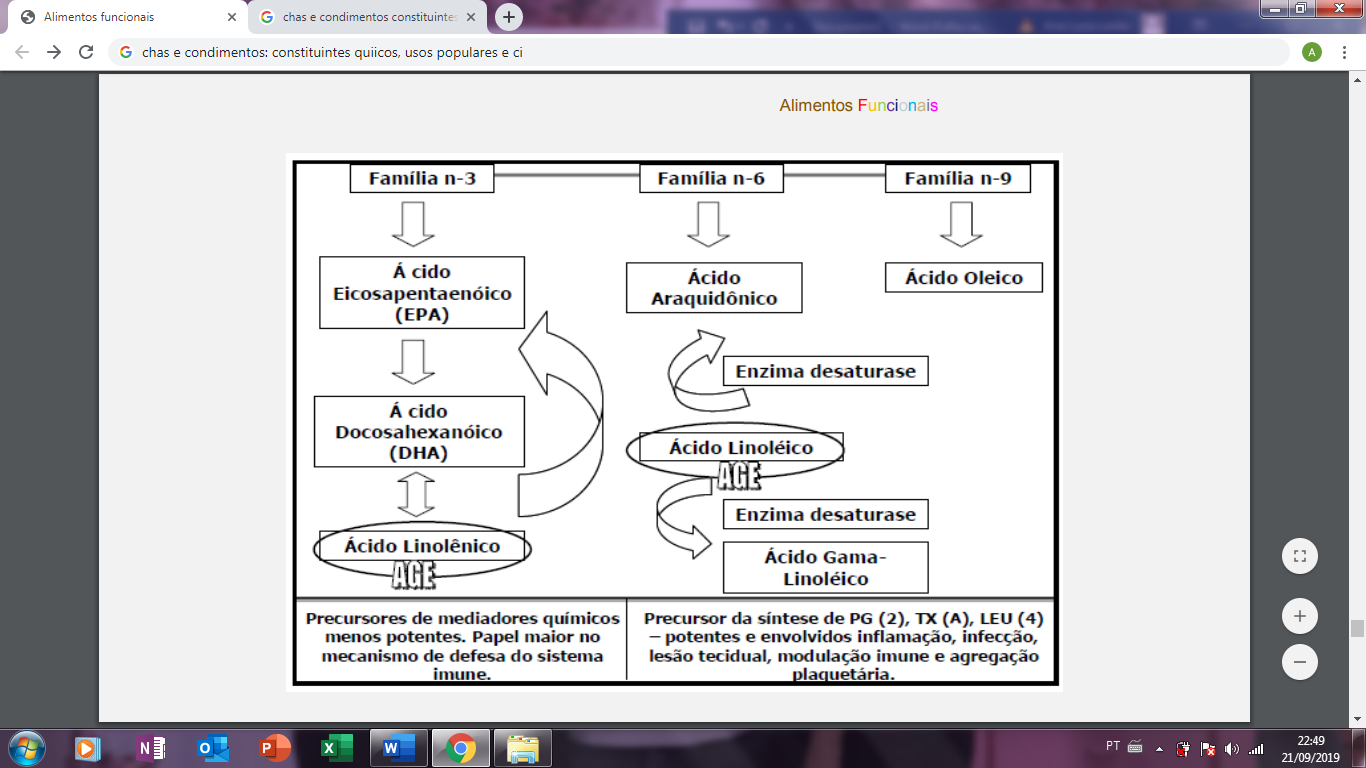 Alimentos funcionais
chas e condimentos constituintes
chas e condimentos: constituintes quiicos, usos populares e ci
A
Alimentos Funcionais
Família n-3
Família n-6
Família n-9
Á cido
Eicosapentaenóico
(EPA)
Ácido
Araquidônico
Ácido Oleico
Enzima desaturase
Á cido
Docosahexanóico
(DHA)
Ácido Linoléico
AGE
Enzima desaturase
Ácido Linolênico
AGE
Ácido Gama-
Linoléico
Precursores de mediadores químicos
menos potentes. Papel maior no
mecanismo de defesa do sistema
imune.
Precursor da síntese de PG (2), TX (A), LEU (4)
– potentes e envolvidos inflamação, infecção,
lesão tecidual, modulação imune e agregação
plaquetária.
PT
22:49
21/09/2019